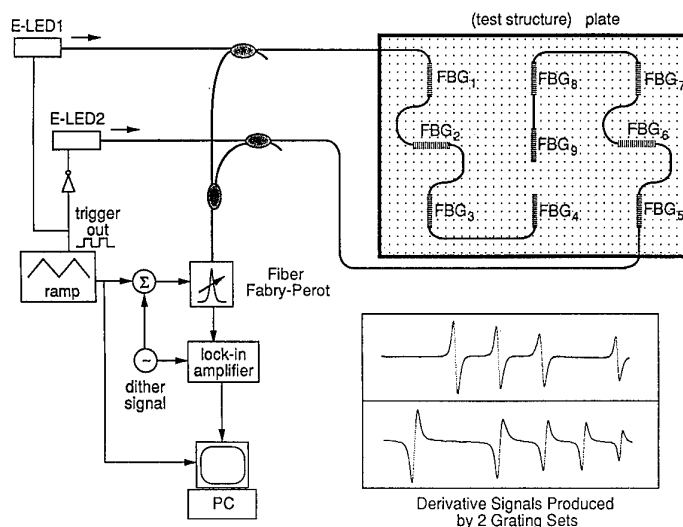 E-LED1
(test structure) plate
E-LED2
FBG1
FBG8
FBG7
FBG2
FBG9
FBG6
FBG3
FBG4
FBG5
trigger
out
ramp
Σ
Fiber
Fabry-Perot
~
dither
signal
lock-in
amplifier
PC
Derivative Signals Produced
by 2 Grating Sets